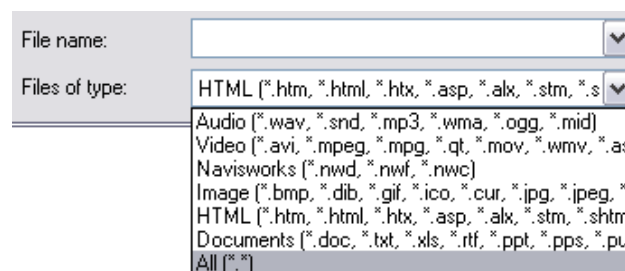 File name:
Files of type:
HTML (*.htm, *.html, *.htx, *.asp, *.alx, *.stm, *.s
Audio (*.wav, *.snd, *.mp3, *.wma, *.ogg, *.mid)
Video (*.avi, *.mpeg, *.mpg, *.qt, *.mov, *.wmv, *.as
Navisworks (*.nwd, *.nwf, *.nwc)
Image (*.bmp, *.dib, *.gif, *.ico, *.cur, *.jpg, *.jpeg, *
HTML (*.htm, *.html, *.htx, *.asp, *.alx, *.stm, *.shtm
Documents (*.doc, *.txt, *.xls, *.rtf, *.ppt, *.pps, *.pu
All (*.*)